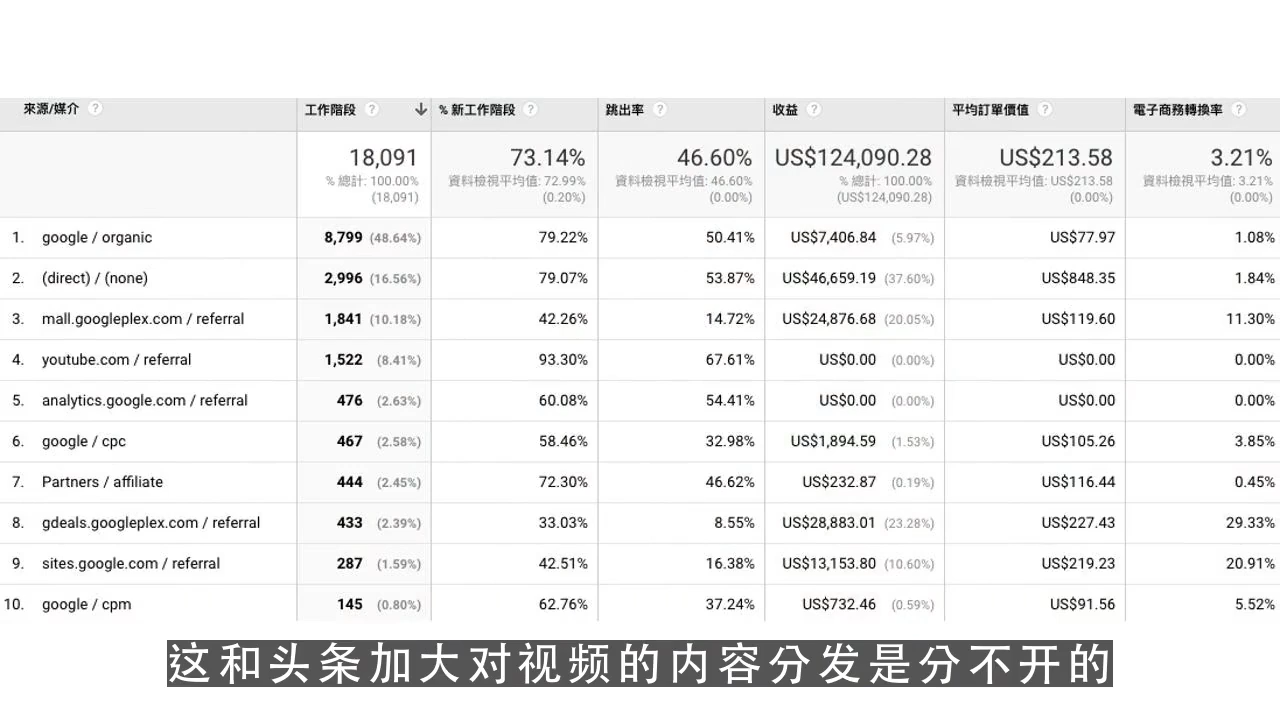 來源/媒介 ? 工作階段 ? ↓ % 新工作階段 ? 跳出率 ? 收益 ? 平均訂單價值 ? 電子商務轉換率 ?
18,091 73.14% 46.60% US$124,090.28 US$213.58 3.21%
% 總計: 100.00% 資料檢視平均值: 72.99% 資料檢視平均值: 46.60% % 總計: 100.00% 資料檢視平均值: US$213.58 資料檢視平均值: 3.21%
(18,091) (0.20%) (0.00%) (US$124,090.28) (0.00%) (0.00%)
1. google / organic 8,799 (48.64%) 79.22% 50.41% US$7,406.84 (5.97%) US$77.97 1.08%
2. (direct) / (none) 2,996 (16.56%) 79.07% 53.87% US$46,659.19 (37.60%) US$848.35 1.84%
3. mall.googleplex.com / referral 1,841 (10.18%) 42.26% 14.72% US$24,876.68 (20.05%) US$119.60 11.30%
4. youtube.com / referral 1,522 (8.41%) 93.30% 67.61% US$0.00 (0.00%) US$0.00 0.00%
5. analytics.google.com / referral 476 (2.63%) 60.08% 54.41% US$0.00 (0.00%) US$0.00 0.00%
6. google / cpc 467 (2.58%) 58.46% 32.98% US$1,894.59 (1.53%) US$105.26 3.85%
7. Partners / affiliate 444 (2.45%) 72.30% 46.62% US$232.87 (0.19%) US$116.44 0.45%
8. gdeals.googleplex.com / referral 433 (2.39%) 33.03% 8.55% US$28,883.01 (23.28%) US$227.43 29.33%
9. sites.google.com / referral 287 (1.59%) 42.51% 16.38% US$13,153.80 (10.60%) US$219.23 20.91%
10. google / cpm 145 (0.80%) 62.76% 37.24% US$732.46 (0.59%) US$91.56 5.52%
这和头条加大对视频的内容分发是分不开的